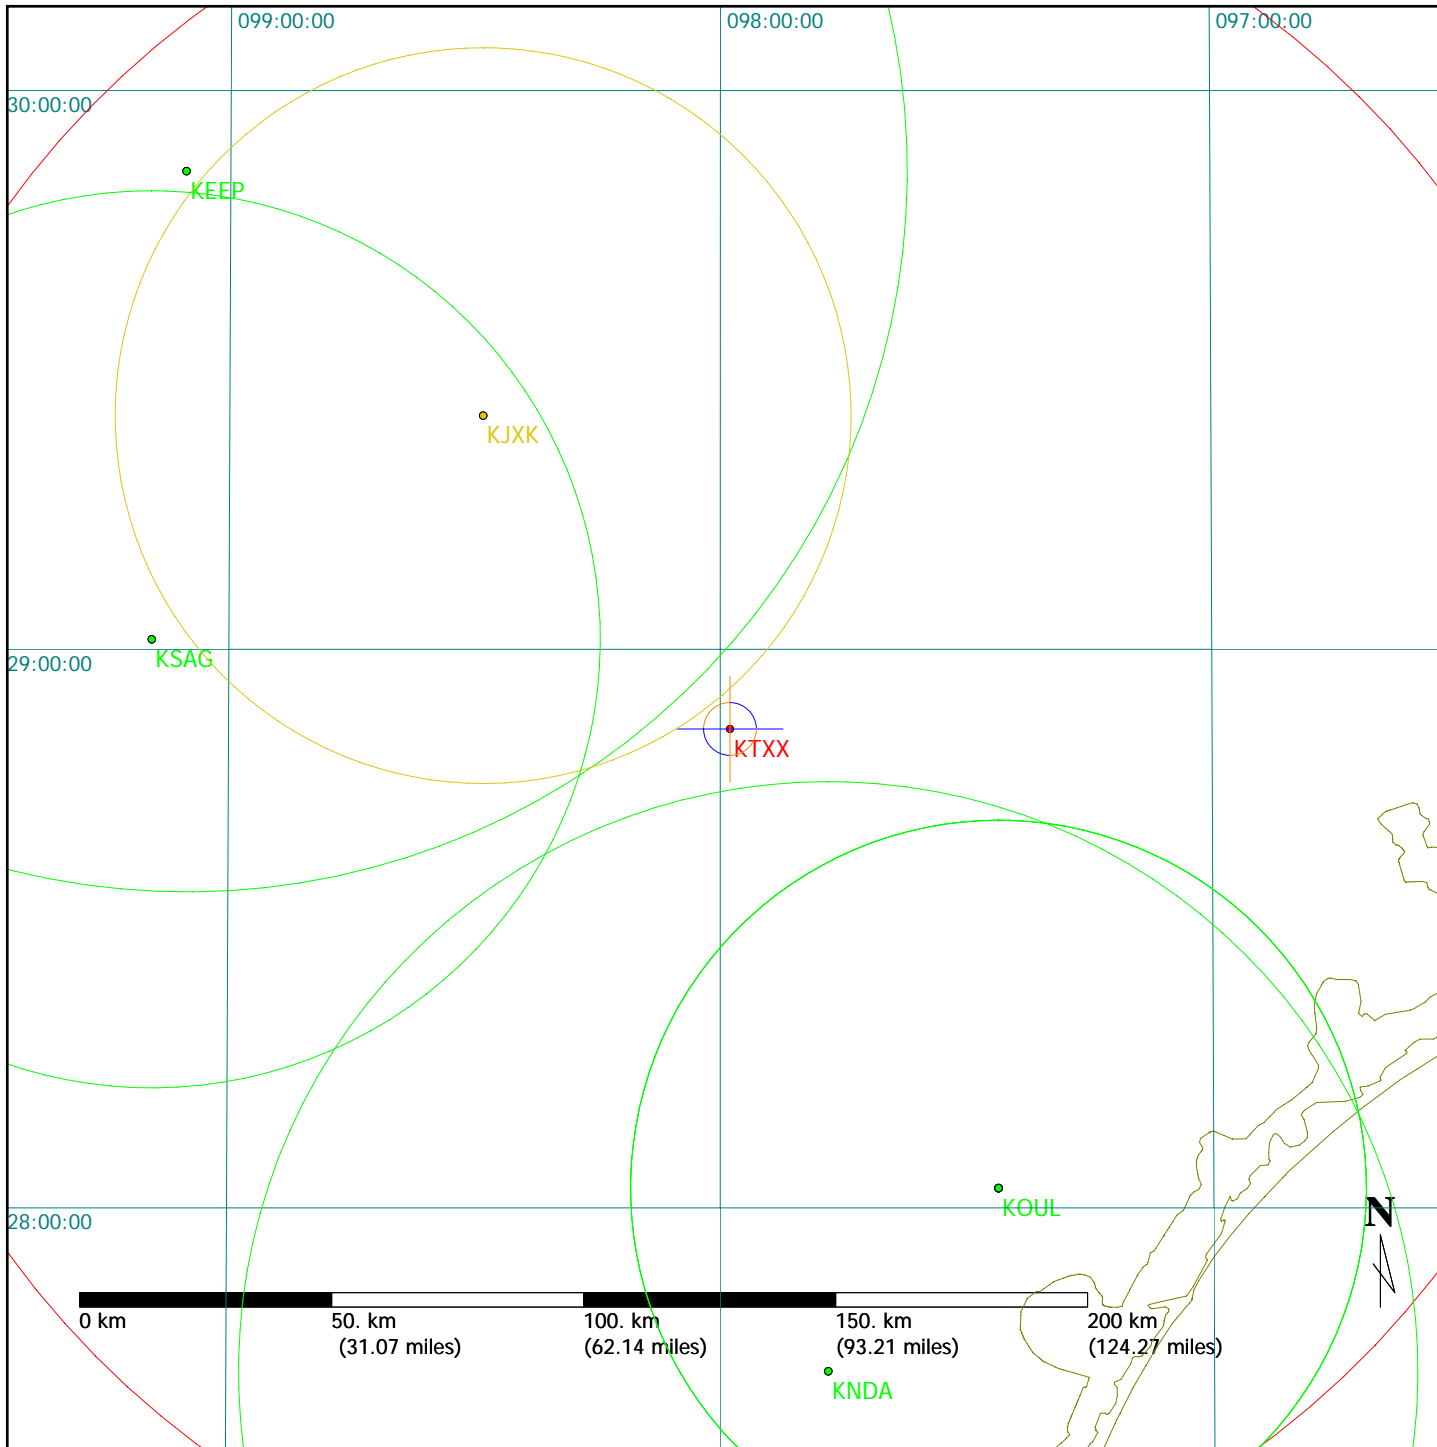 099:00:00
098:00:00
097:00:00
30:00:00
KEEP
KJXK
29:00:00
KSAG
KTXX
28:00:00
KOUL
N
0 km
50. km
100. km
150. km
200 km
(31.07 miles)
(62.14 miles)
(93.21 miles)
(124.27 miles)
KNDA